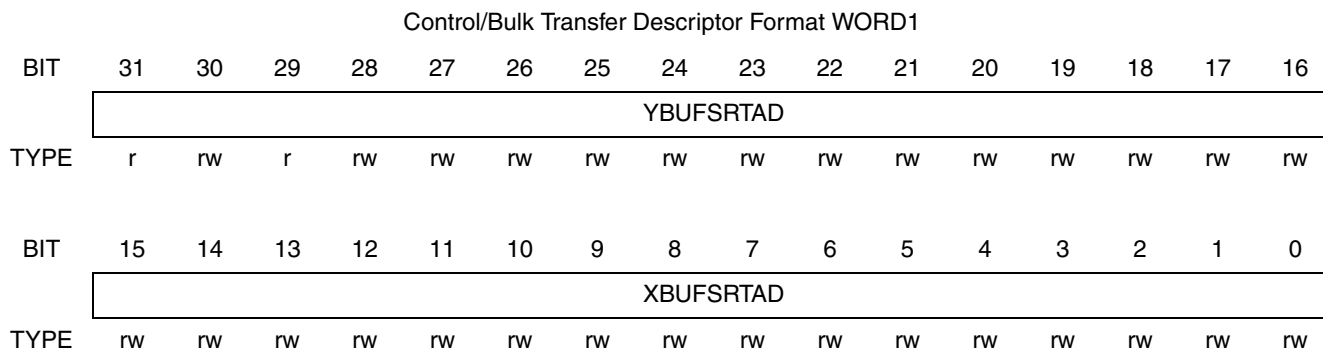 Control/Bulk Transfer Descriptor Format WORD1
BIT 31 30 29 28 27 26 25 24 23 22 21 20 19 18 17 16
YBUFSRTAD
TYPE r rw r rw rw rw rw rw rw rw rw rw rw rw rw rw
BIT 15 14 13 12 11 10 9 8 7 6 5 4 3 2 1 0
XBUFSRTAD
TYPE rw rw rw rw rw rw rw rw rw rw rw rw rw rw rw rw